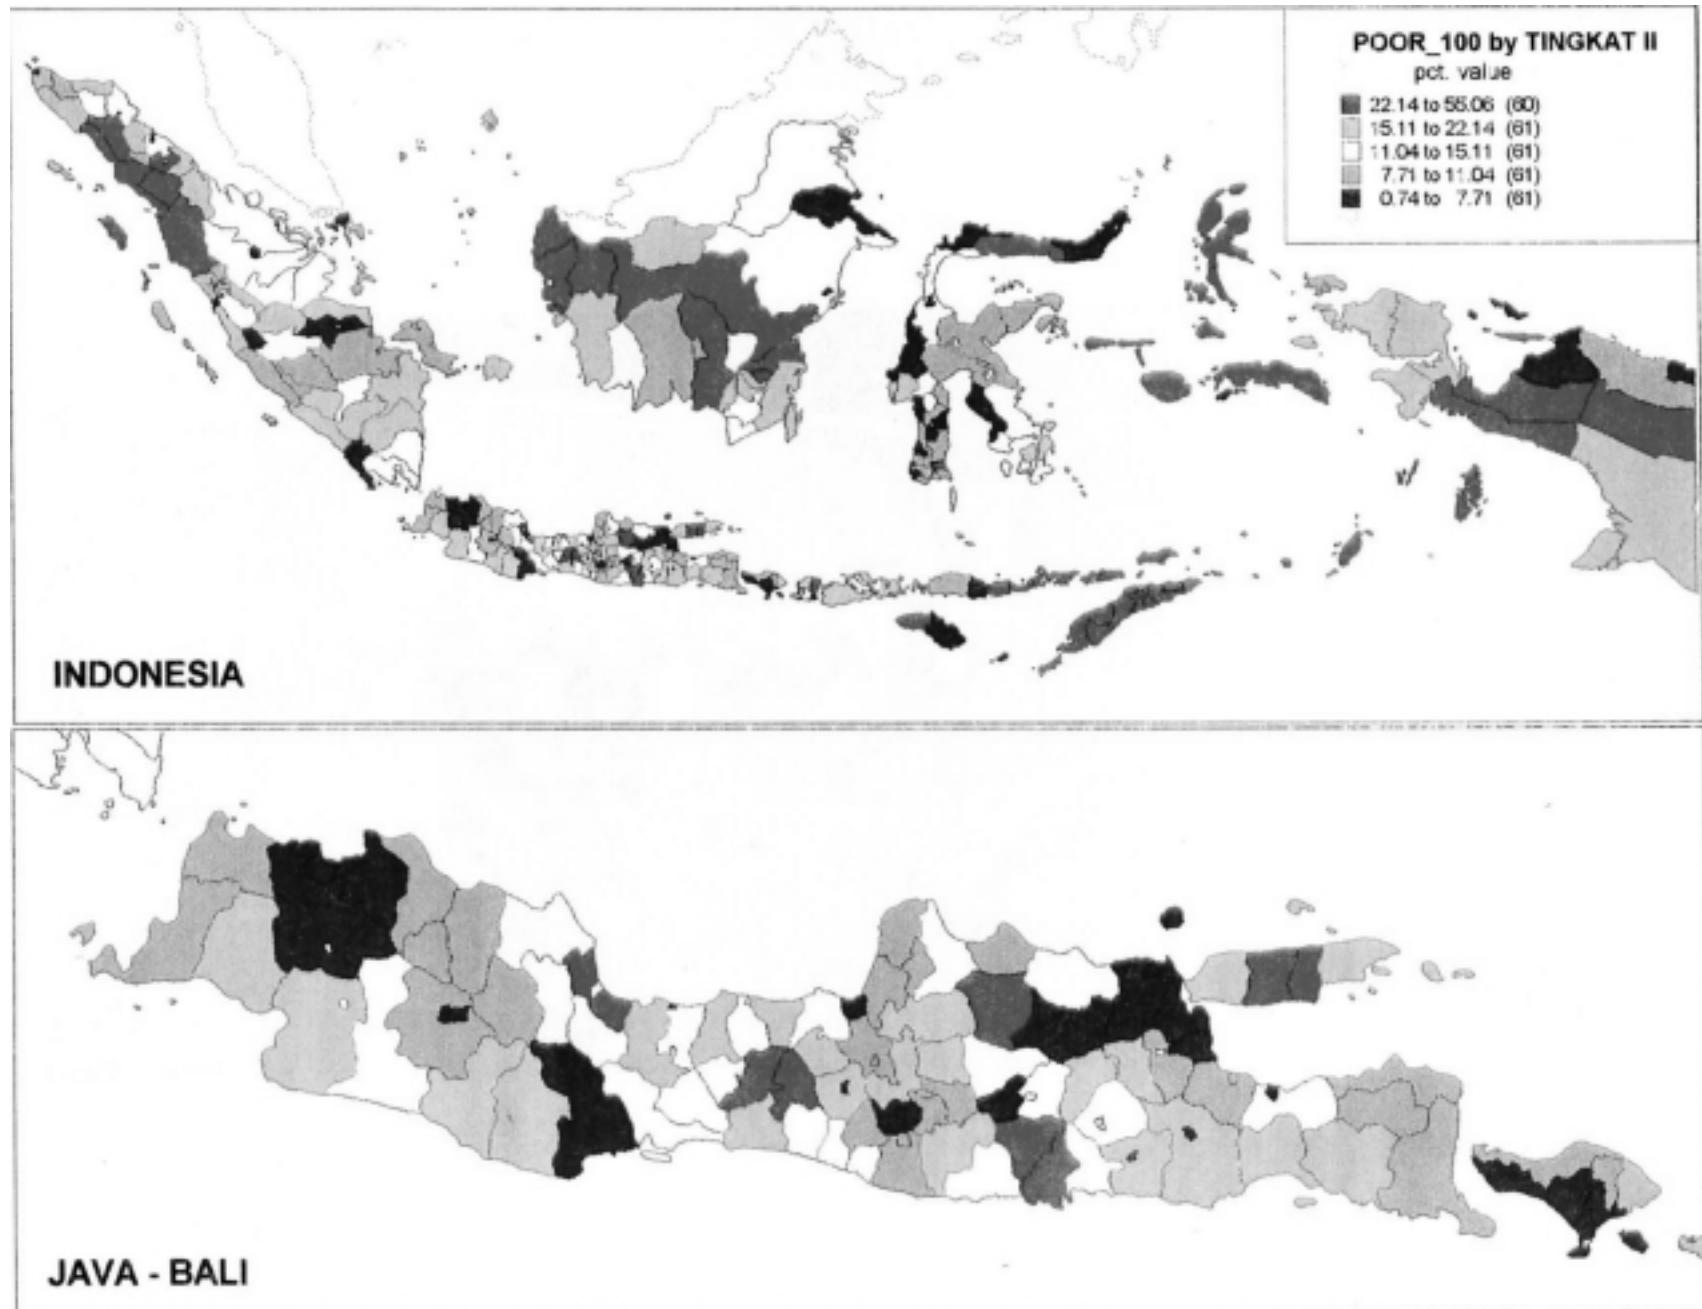 POOR_100 by TINGKAT II
pct. value
22.14 to 55.06 (60)
15.11 to 22.14 (61)
11.04 to 15.11 (61)
7.71 to 11.04 (61)
0.74 to 7.71 (61)
INDONESIA
JAVA - BALI